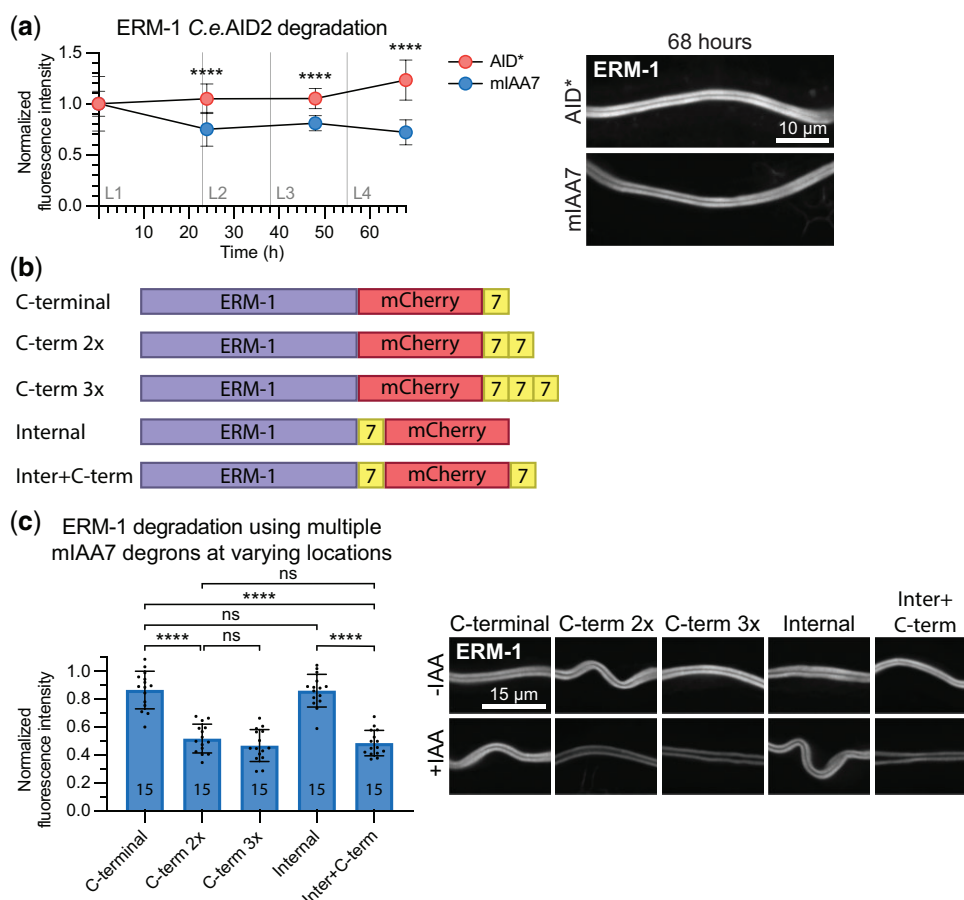 (a)
ERM-1 C.e.AID2 degradation
1.5
1.0
0.5
0.0
Normalized
fluorescence intensity
**** **** ****
L1 L2 L3 L4
10 20 30 40 50 60
Time (h)
AID*
mIAA7
68 hours
ERM-1
AID*
10 µm
mIAA7
(b)
C-terminal ERM-1 mCherry 7
C-term 2x ERM-1 mCherry 7 7
C-term 3x ERM-1 mCherry 7 7 7
Internal ERM-1 7 mCherry
Inter+C-term ERM-1 7 mCherry 7
(c)
ERM-1 degradation using multiple
mIAA7 degrons at varying locations
ns
****
ns
**** ns ****
1.0
0.8
0.6
0.4
0.2
0.0
Normalized
fluorescence intensity
15 15 15 15 15
C-terminal
C-term 2x
C-term 3x
Internal
Inter+C-term
C-terminal C-term 2x C-term 3x Internal Inter+
C-term
-IAA
ERM-1
15 µm
+IAA